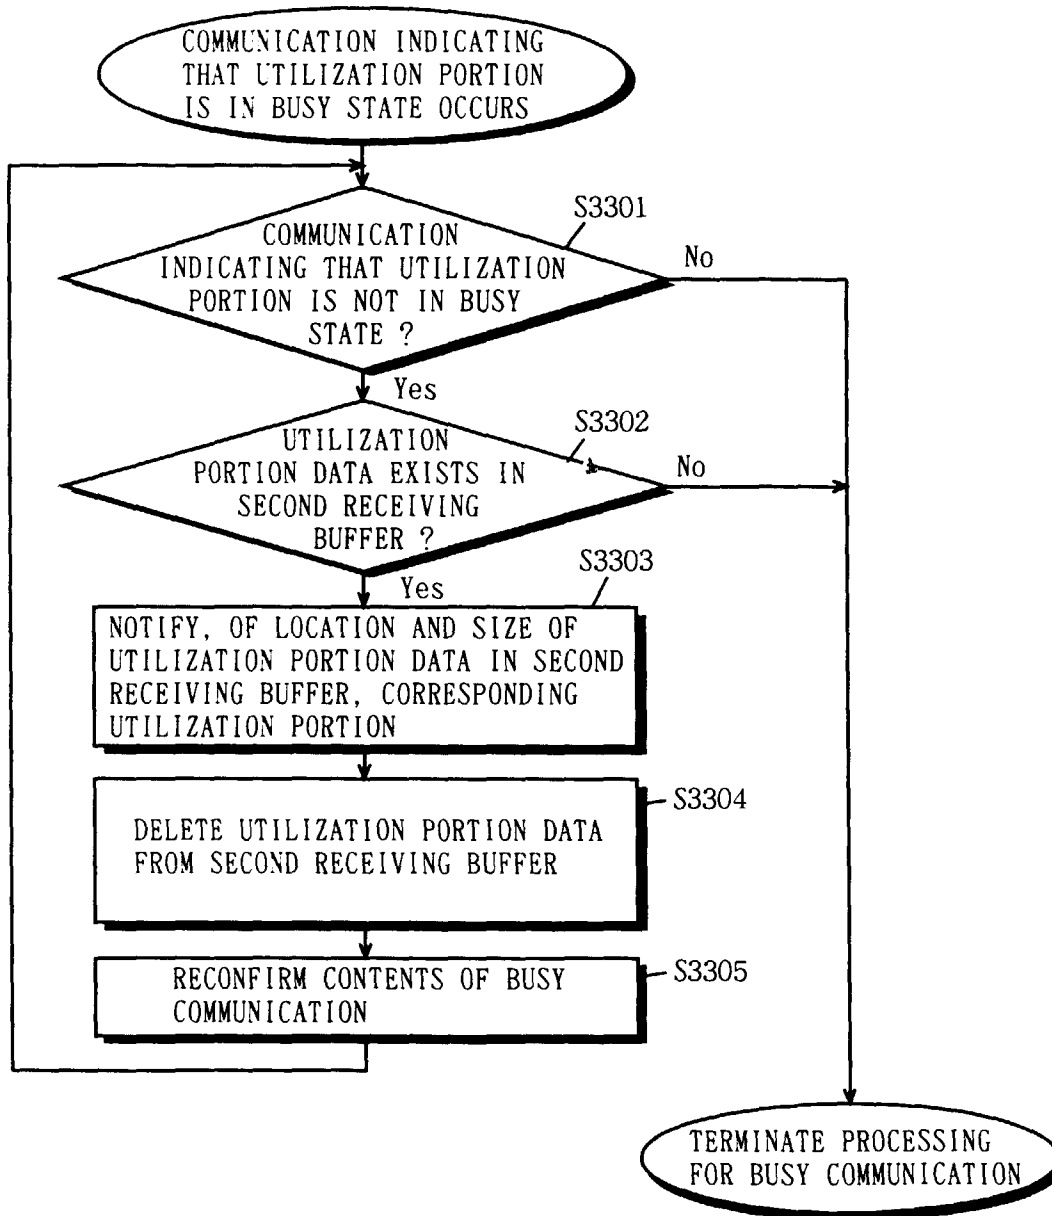 COMMUNICATION INDICATING
THAT UTILIZATION PORTION
IS IN BUSY STATE OCCURS
S3301
COMMUNICATION
INDICATING THAT UTILIZATION
PORTION IS NOT IN BUSY
STATE ?
No
Yes
S3302
UTILIZATION
PORTION DATA EXISTS IN
SECOND RECEIVING
BUFFER ?
No
Yes
S3303
NOTIFY, OF LOCATION AND SIZE OF
UTILIZATION PORTION DATA IN SECOND
RECEIVING BUFFER, CORRESPONDING
UTILIZATION PORTION
S3304
DELETE UTILIZATION PORTION DATA
FROM SECOND RECEIVING BUFFER
S3305
RECONFIRM CONTENTS OF BUSY
COMMUNICATION
TERMINATE PROCESSING
FOR BUSY COMMUNICATION